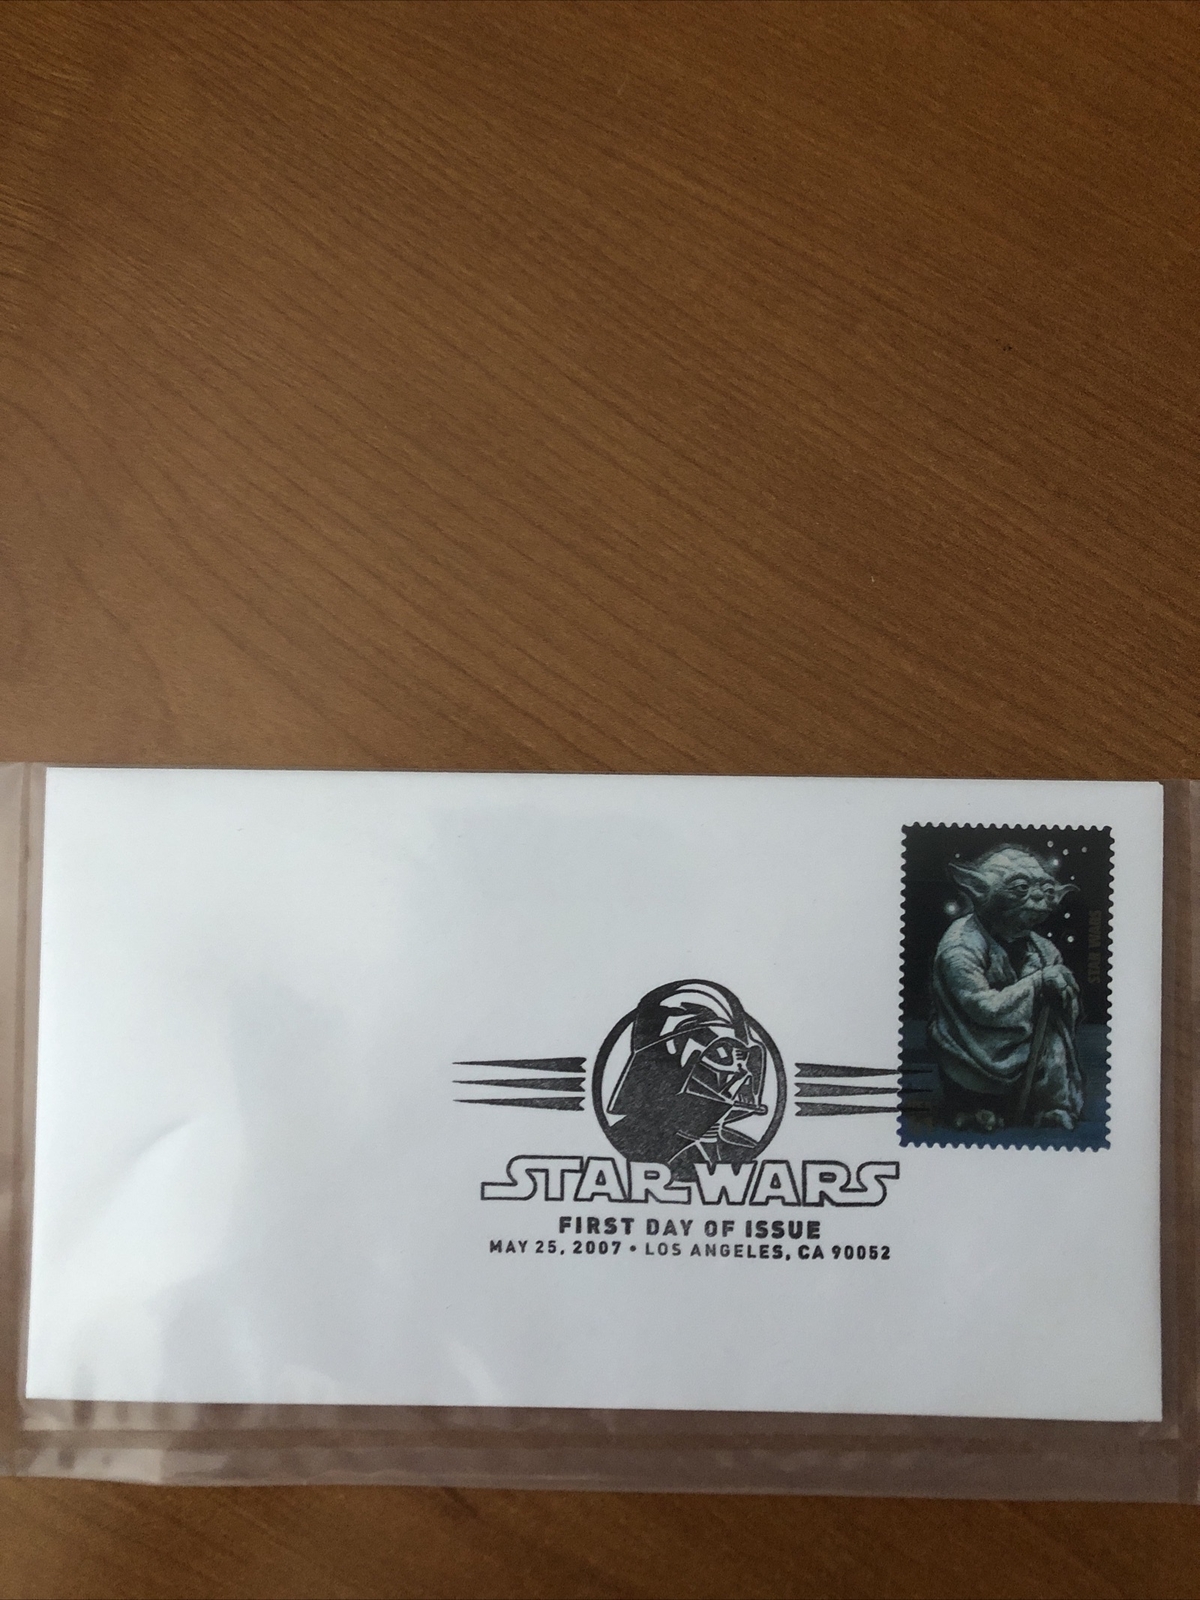 STAR WARS
STAR WARS
FIRST DAY OF ISSUE
MAY 25, 2007 • LOS ANGELES, CA 90052